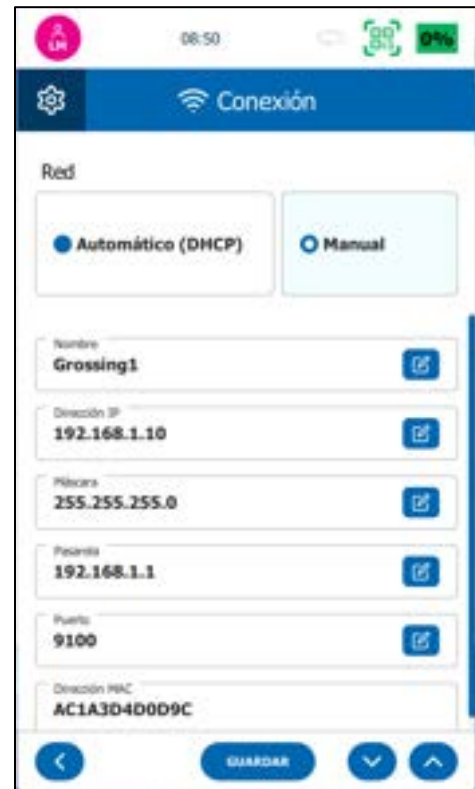 LM
08:50
0%
Conexión
Red
Automático (DHCP)
Manual
Nombre
Grossing1
Dirección IP
192.168.1.10
Máscara
255.255.255.0
Pasarela
192.168.1.1
Puerto
9100
Dirección MAC
AC1A3D4D0D9C
GUARDAR